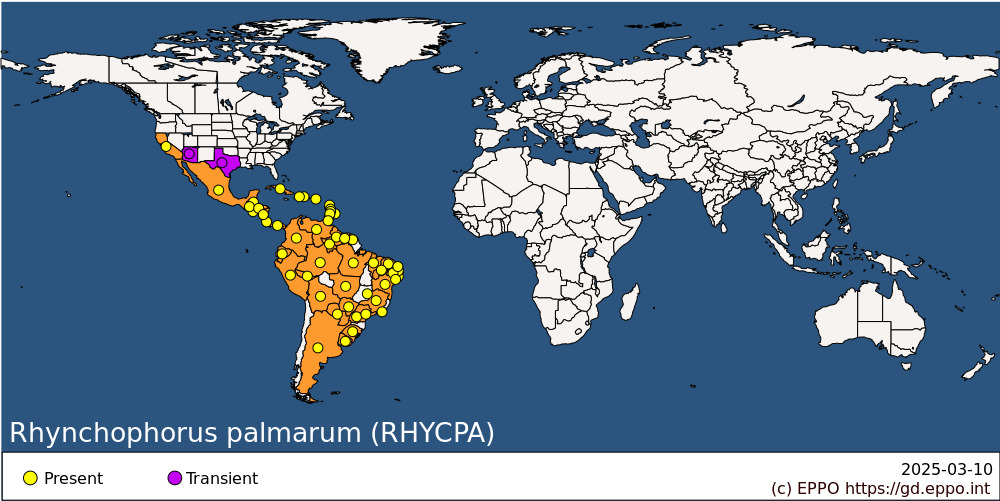 Rhynchophorus palmarum (RHYCPA)
Present
Transient
2025-03-10
(c) EPPO https://gd.eppo.int